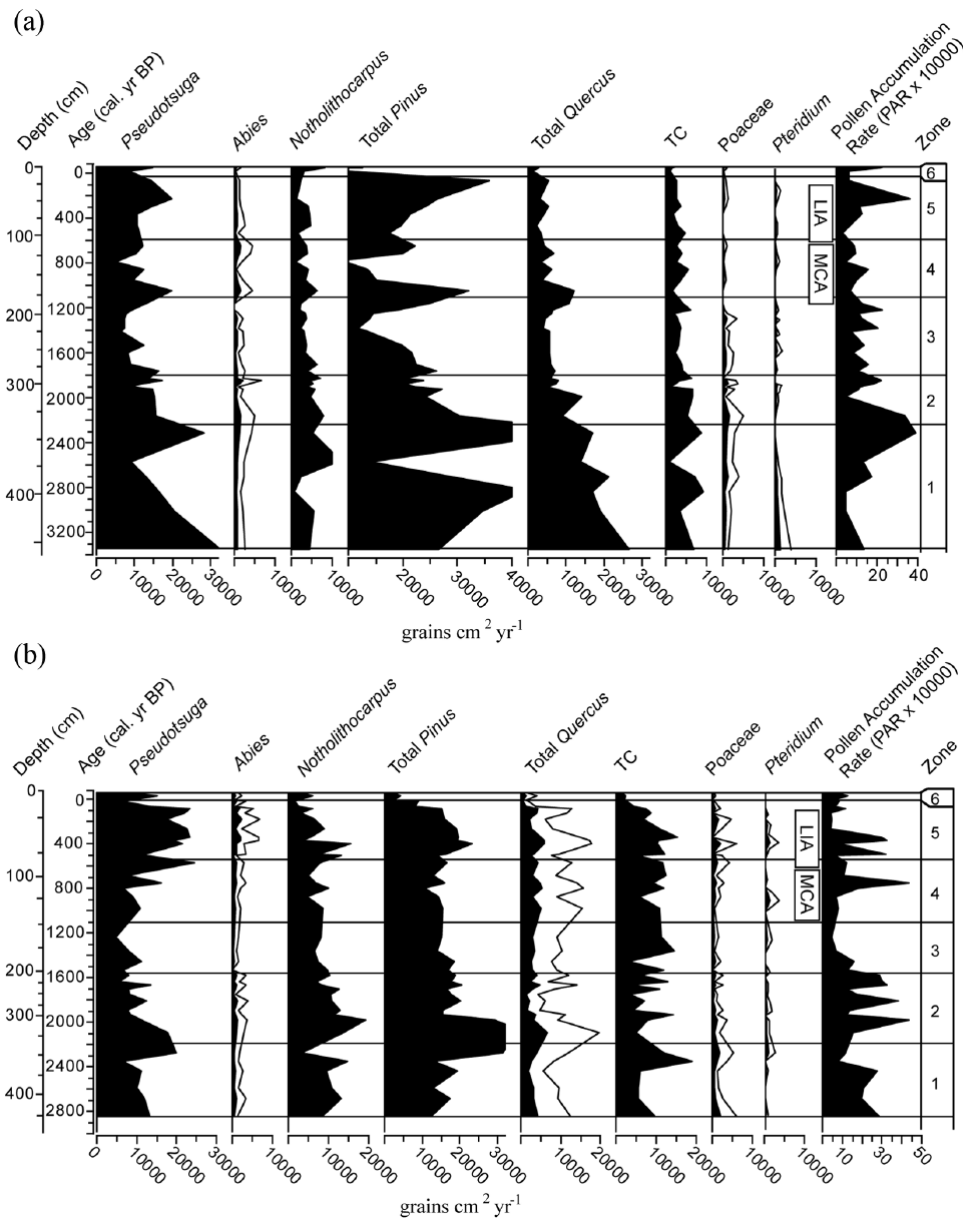 (a)
Depth (cm)
Age (cal. yr BP)
Pseudotsuga
Abies
Notholithocarpus
Total Pinus
Total Quercus
TC
Poaceae
Pteridium
Pollen Accumulation
Rate (PAR x 10000)
Zone
0
100
200
300
400
0
400
800
1200
1600
2000
2400
2800
3200
LIA
MCA
6
5
4
3
2
1
0 10000 20000 30000
10000
10000
20000 30000 40000
10000 20000 30000
10000
10000
10000
20 40
grains cm 2 yr-1
(b)
Depth (cm)
Age (cal. yr BP)
Pseudotsuga
Abies
Notholithocarpus
Total Pinus
Total Quercus
TC
Poaceae
Pteridium
Pollen Accumulation
Rate (PAR x 10000)
Zone
0
100
200
300
400
0
400
800
1200
1600
2000
2400
2800
LIA
MCA
6
5
4
3
2
1
0 10000 20000 30000
10000
10000 20000
10000 20000 30000
10000 20000
10000 20000
10000
10000
10 30 50
grains cm 2 yr-1